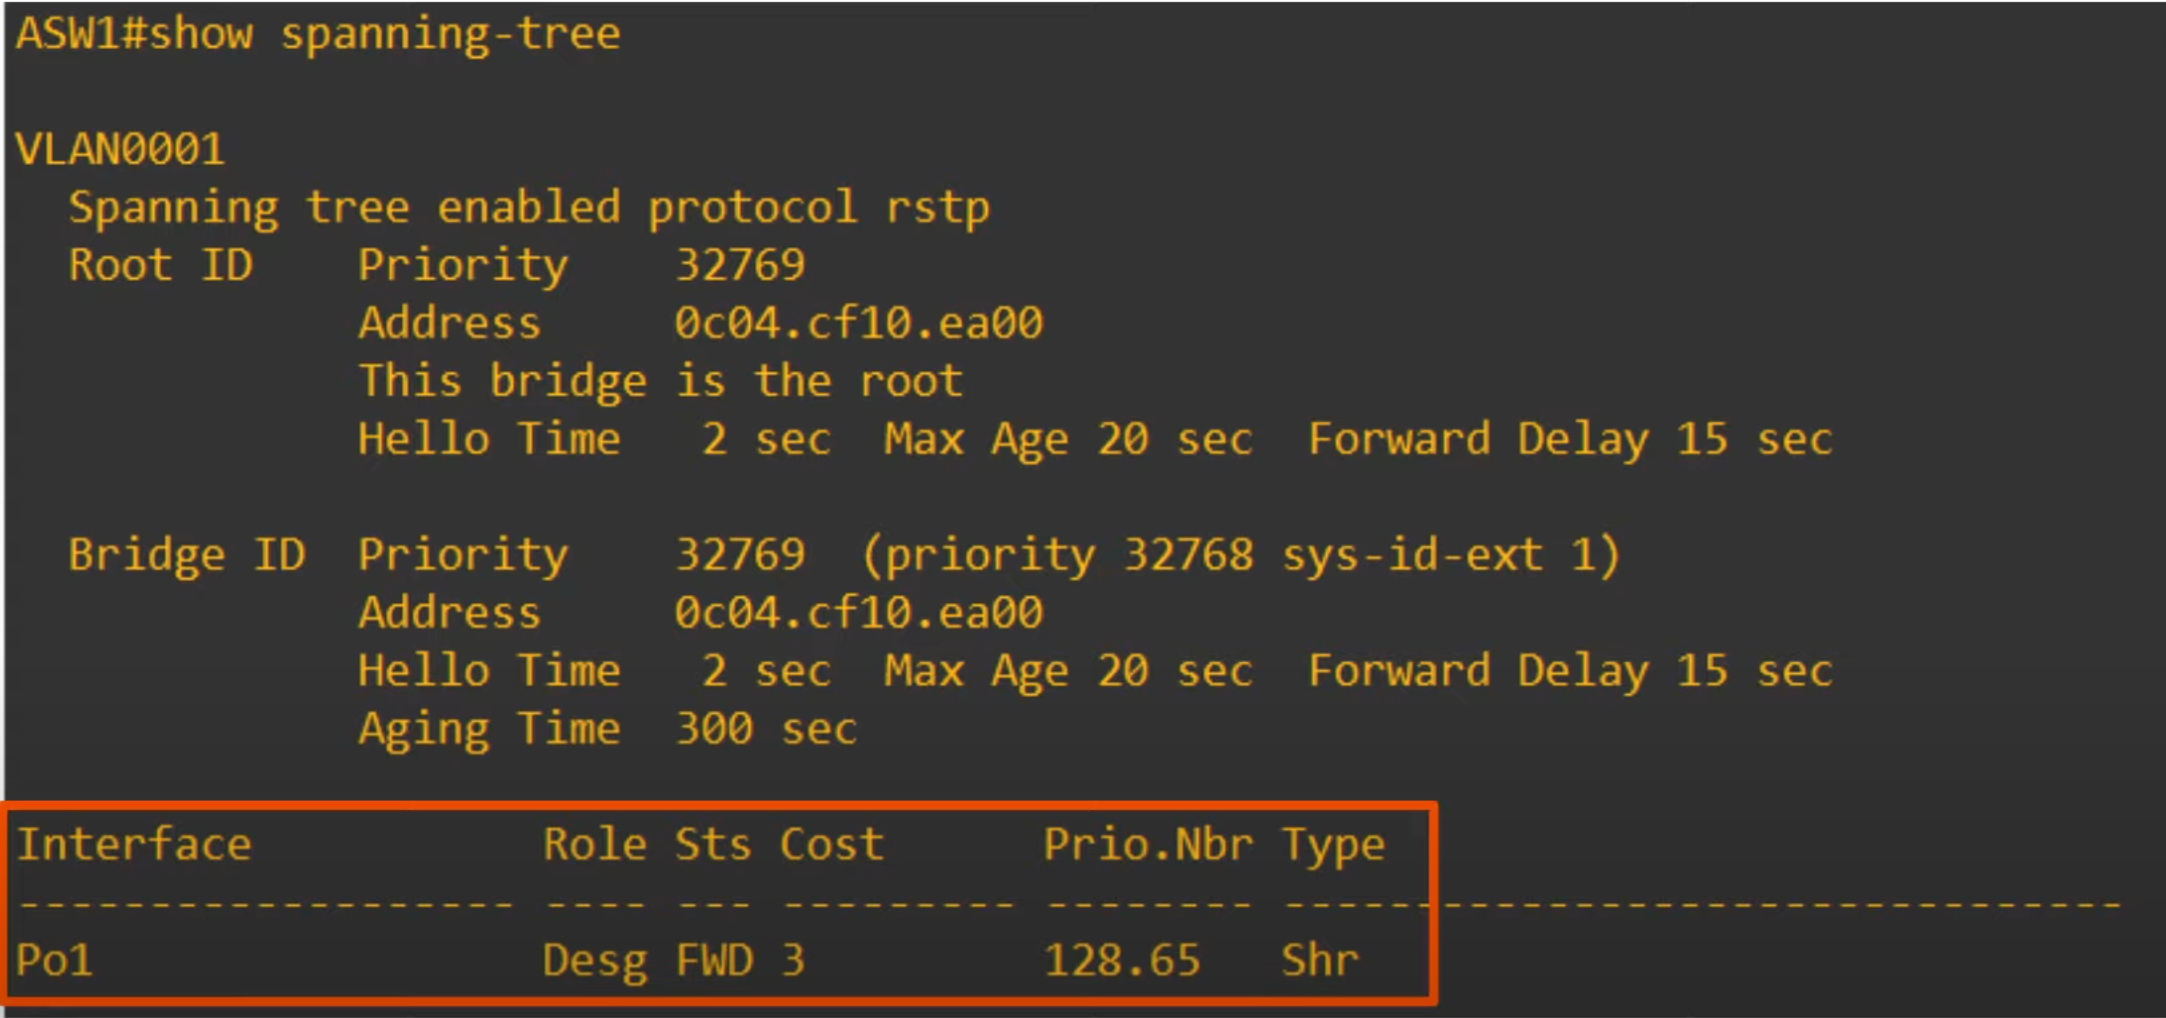 ASW1#show spanning-tree
VLAN0001
Spanning tree enabled protocol rstp
Root ID Priority 32769
Address 0c04.cf10.ea00
This bridge is the root
Hello Time 2 sec Max Age 20 sec Forward Delay 15 sec
Bridge ID Priority 32769 (priority 32768 sys-id-ext 1)
Address 0c04.cf10.ea00
Hello Time 2 sec Max Age 20 sec Forward Delay 15 sec
Aging Time 300 sec
Interface Role Sts Cost Prio.Nbr Type
------------------- ---- --- --------- -------- --------------------------------
Po1 Desg FWD 3 128.65 Shr